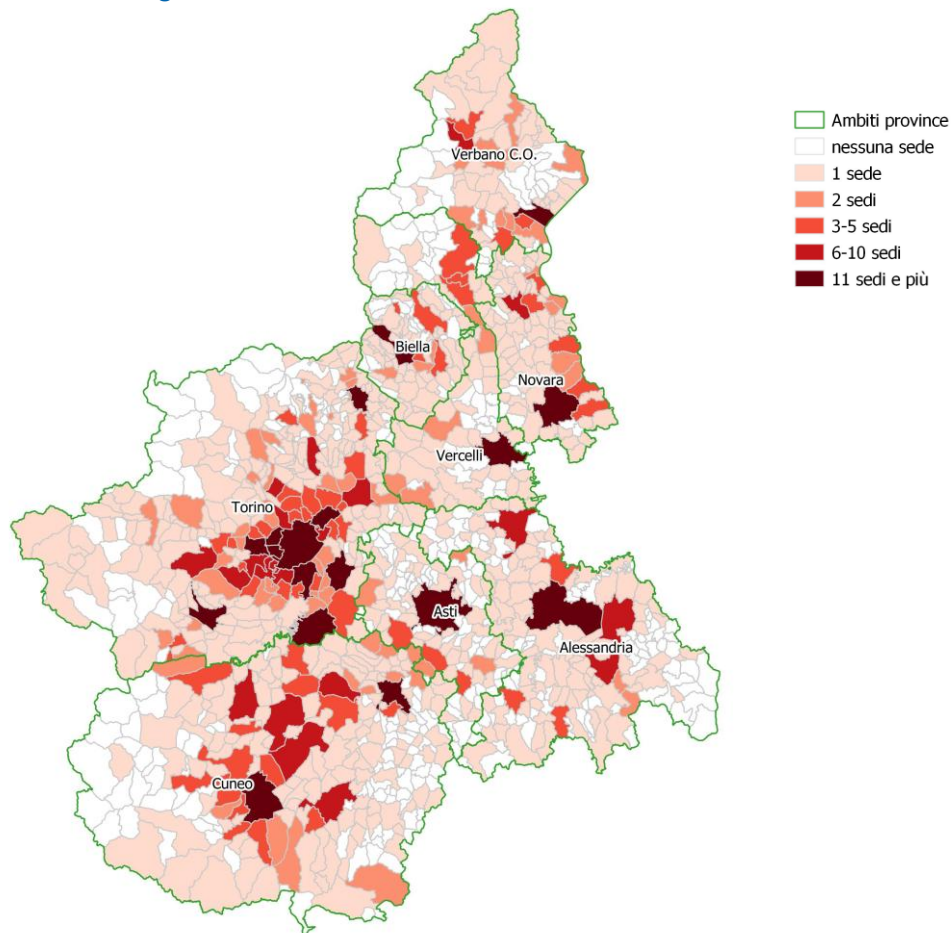 Ambiti province
nessuna sede
1 sede
2 sedi
3-5 sedi
6-10 sedi
11 sedi e più
Verbano C.O.
Biella
Novara
Vercelli
Torino
Asti
Alessandria
Cuneo